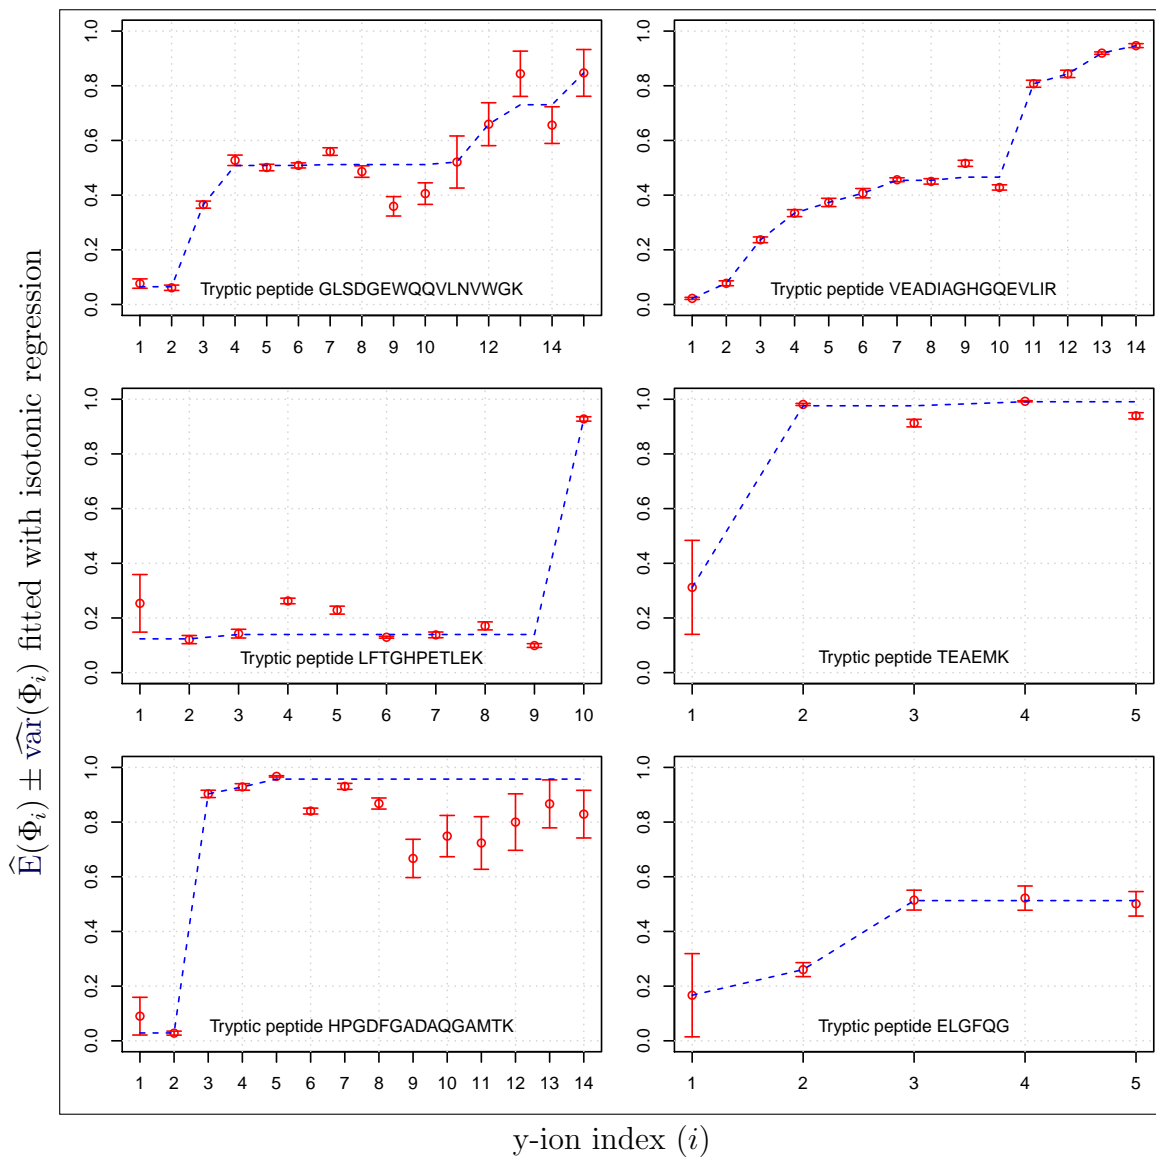 Ê(Φi) ± v̂ar(Φi) fitted with isotonic regression
0.0 0.2 0.4 0.6 0.8 1.0
Tryptic peptide GLSDGEWQQVLNVWGK
1 2 3 4 5 6 7 8 9 10 12 14
0.0 0.2 0.4 0.6 0.8 1.0
Tryptic peptide VEADIAGHGQEVLIR
1 2 3 4 5 6 7 8 9 10 11 12 13 14
0.0 0.2 0.4 0.6 0.8 1.0
Tryptic peptide LFTGHPETLEK
1 2 3 4 5 6 7 8 9 10
0.0 0.2 0.4 0.6 0.8 1.0
Tryptic peptide TEAEMK
1 2 3 4 5
0.0 0.2 0.4 0.6 0.8 1.0
Tryptic peptide HPGDFGADAQGAMTK
1 2 3 4 5 6 7 8 9 10 11 12 13 14
0.0 0.2 0.4 0.6 0.8 1.0
Tryptic peptide ELGFQG
1 2 3 4 5
y-ion index (i)